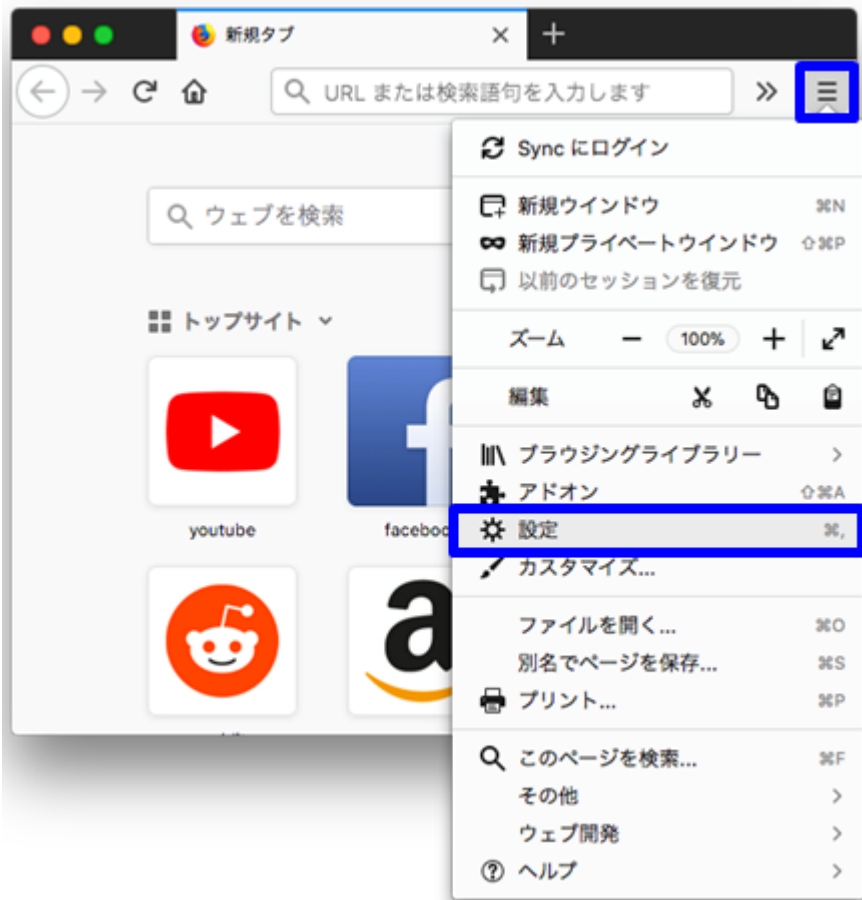 新規タブ
URL または検索語句を入力します
Sync にログイン
ウェブを検索
新規ウインドウ ⌘N
新規プライベートウインドウ ⇧⌘P
以前のセッションを復元
トップサイト
ズーム − 100% +
編集
ブラウジングライブラリー
アドオン ⇧⌘A
youtube
faceboo
設定 ⌘,
カスタマイズ...
ファイルを開く... ⌘O
別名でページを保存... ⌘S
プリント... ⌘P
このページを検索... ⌘F
その他
ウェブ開発
ヘルプ